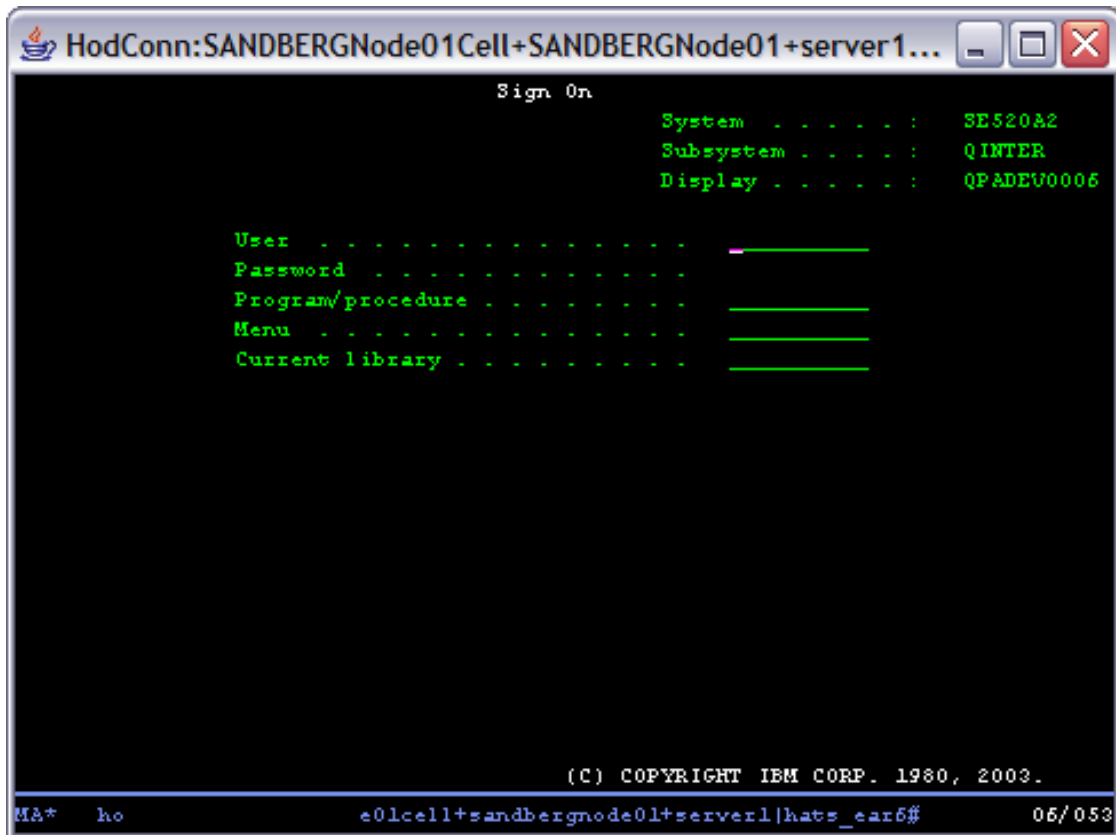 HodConn:SANDBERGNode01Cell+SANDBERGNode01+server1...
Sign On
System . . . . . : SE520A2
Subsystem . . . . : QINTER
Display . . . . . : QPADEV0006
User . . . . . . . . . . . . . .
Password . . . . . . . . . . . .
Program/procedure . . . . . . . .
Menu . . . . . . . . . . . . . .
Current library . . . . . . . . .
(C) COPYRIGHT IBM CORP. 1980, 2003.
MA* ho e01cell+sandbergnode01+server1|hats_ear6# 06/053